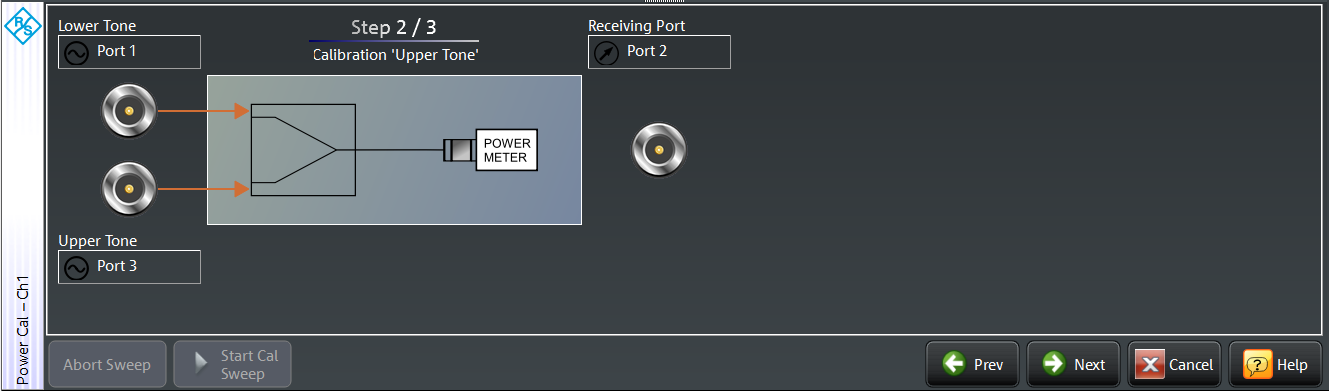 R&S
Power Cal – Ch1
Lower Tone
Port 1
Step 2 / 3
Calibration 'Upper Tone'
Receiving Port
Port 2
POWER
METER
Upper Tone
Port 3
Abort Sweep
Start Cal
Sweep
Prev
Next
Cancel
?
Help